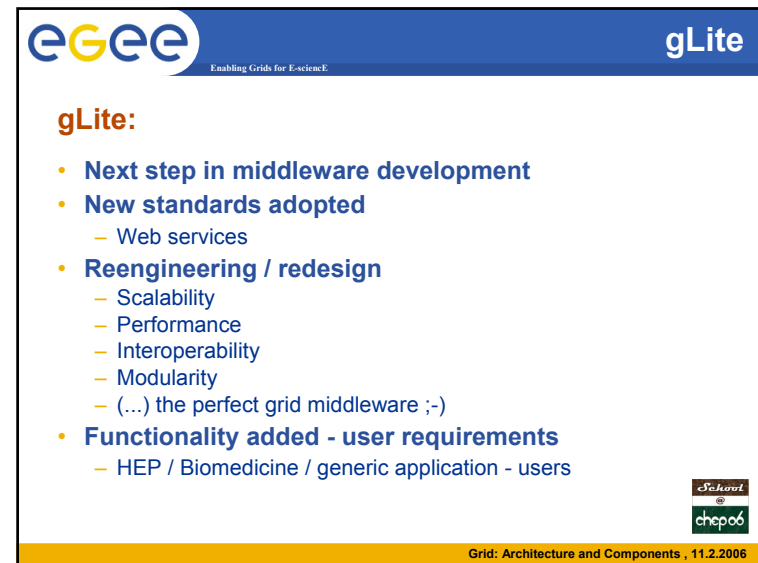 eGee
Enabling Grids for E-sciencE
gLite
gLite:
• Next step in middleware development
• New standards adopted
– Web services
• Reengineering / redesign
– Scalability
– Performance
– Interoperability
– Modularity
– (...) the perfect grid middleware ;-)
• Functionality added - user requirements
– HEP / Biomedicine / generic application - users
School
@
chep06
Grid: Architecture and Components , 11.2.2006